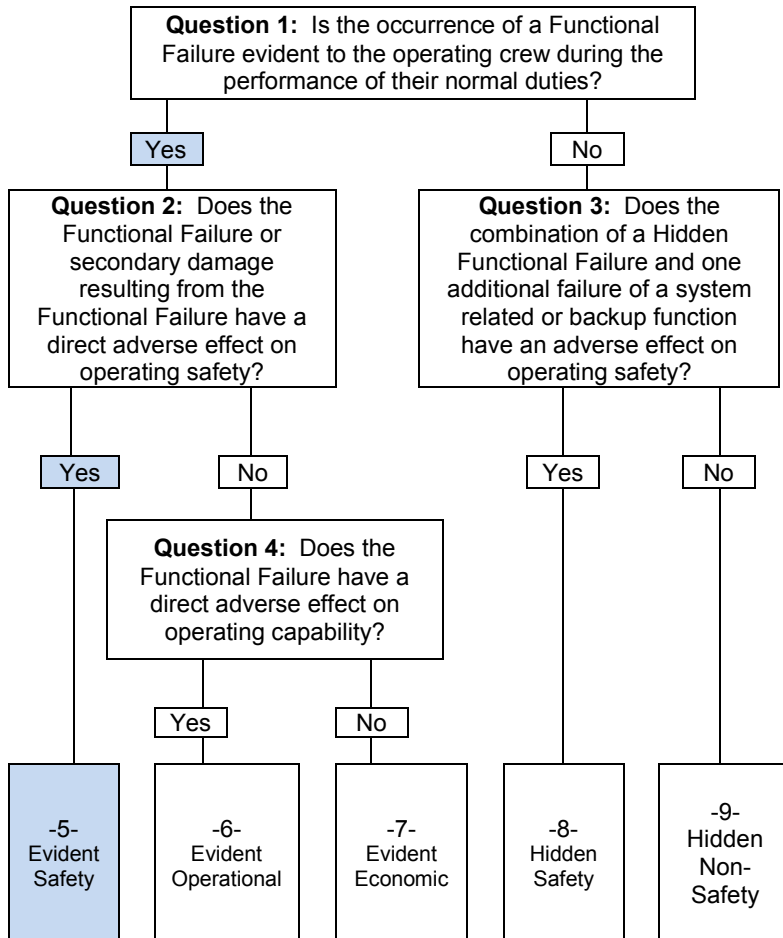 Question 1: Is the occurrence of a Functional
Failure evident to the operating crew during the
performance of their normal duties?
Yes
No
Question 2: Does the
Functional Failure or
secondary damage
resulting from the
Functional Failure have a
direct adverse effect on
operating safety?
Question 3: Does the
combination of a Hidden
Functional Failure and one
additional failure of a system
related or backup function
have an adverse effect on
operating safety?
Yes
No
Yes
No
Question 4: Does the
Functional Failure have a
direct adverse effect on
operating capability?
Yes
No
-5-
Evident
Safety
-6-
Evident
Operational
-7-
Evident
Economic
-8-
Hidden
Safety
-9-
Hidden
Non-
Safety